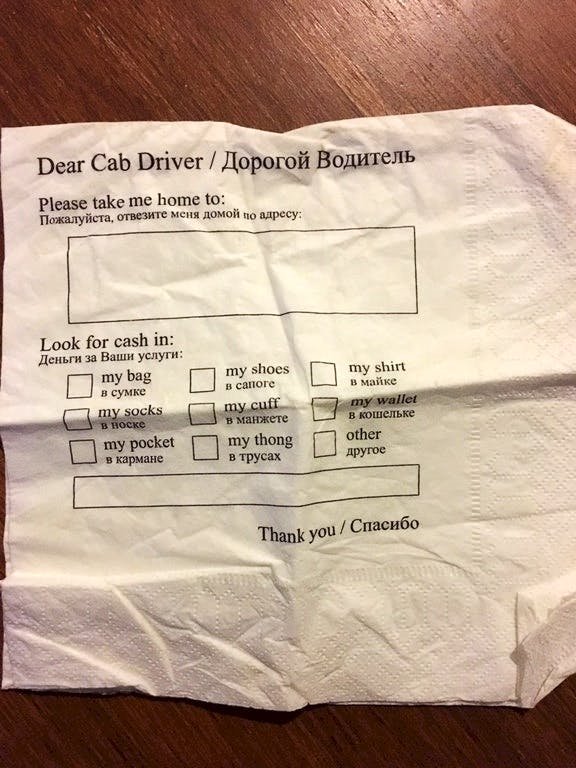 Dear Cab Driver / Дорогой Водитель
Please take me home to:
Пожалуйста, отвезите меня домой по адресу:
Look for cash in:
Деньги за Ваши услуги:
my bag
в сумке
my shoes
в сапоге
my shirt
в майке
my socks
в носке
my cuff
в манжете
my wallet
в кошельке
my pocket
в кармане
my thong
в трусах
other
другое
Thank you / Спасибо